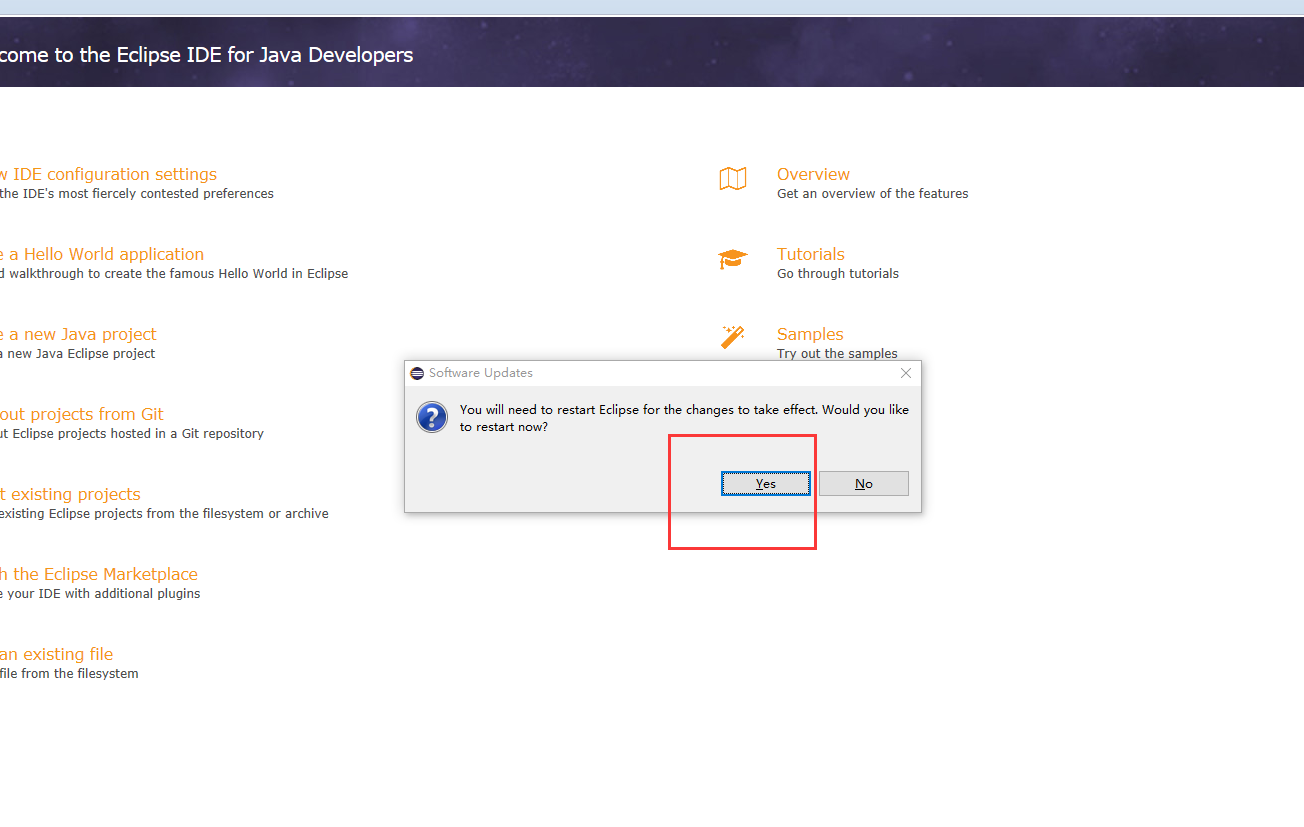 come to the Eclipse IDE for Java Developers
w IDE configuration settings
the IDE's most fiercely contested preferences
e a Hello World application
d walkthrough to create the famous Hello World in Eclipse
e a new Java project
a new Java Eclipse project
out projects from Git
ut Eclipse projects hosted in a Git repository
t existing projects
existing Eclipse projects from the filesystem or archive
h the Eclipse Marketplace
e your IDE with additional plugins
an existing file
file from the filesystem
Overview
Get an overview of the features
Tutorials
Go through tutorials
Samples
Try out the samples
Software Updates
You will need to restart Eclipse for the changes to take effect. Would you like
to restart now?
Yes
No